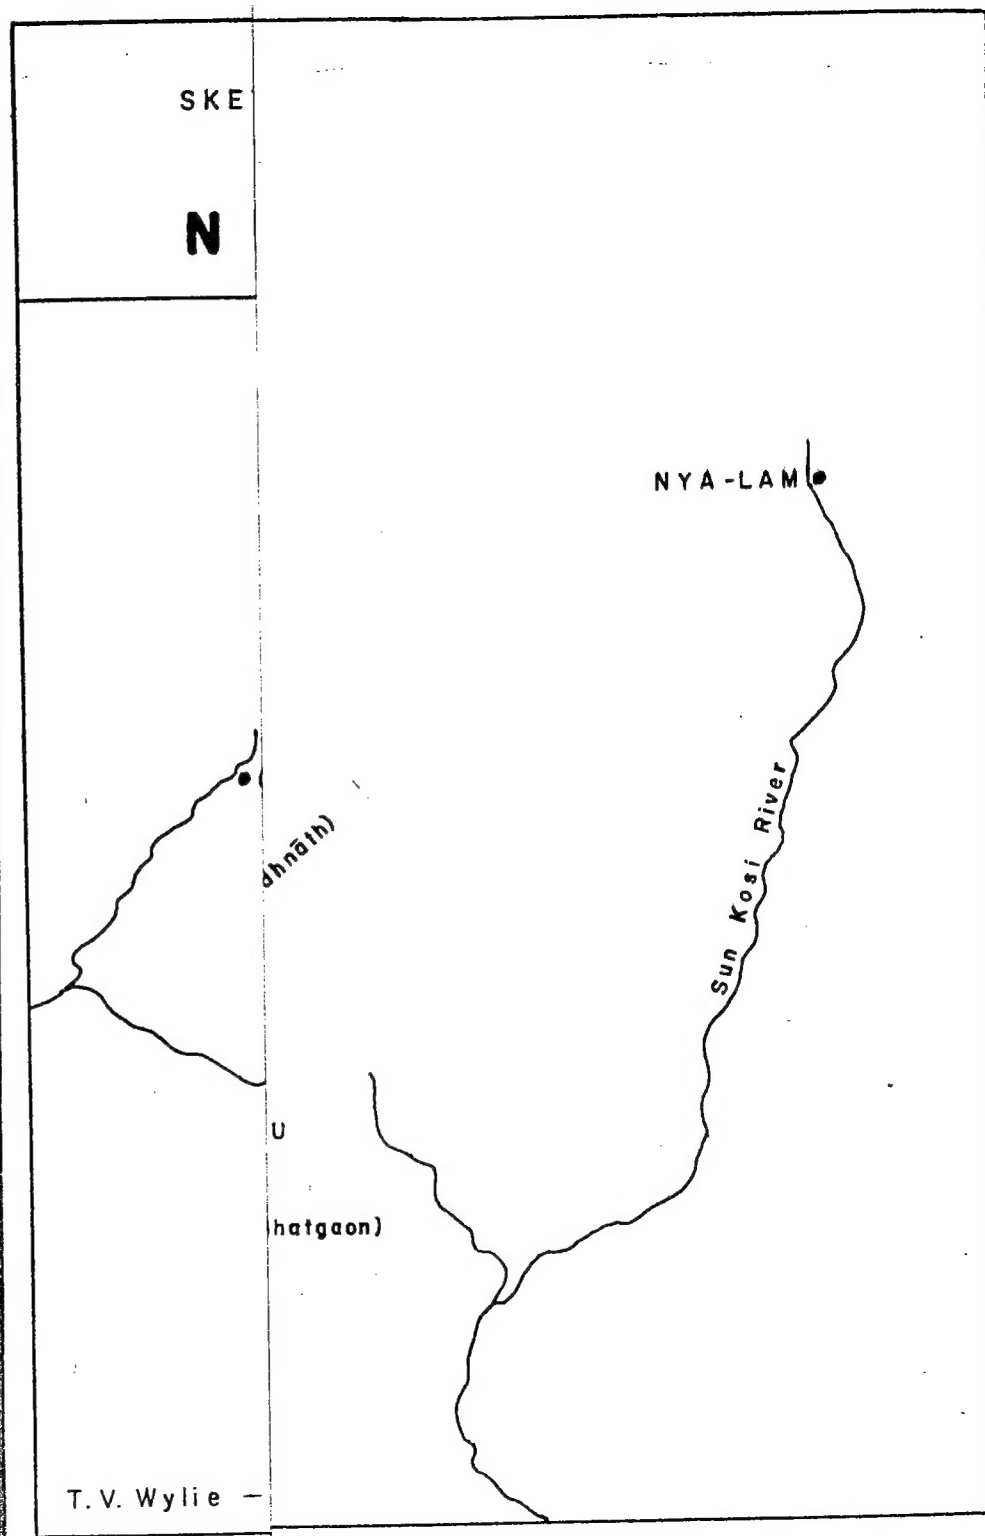 SKE
N
NYA-LAM
Sun Kosi River
dhnāth)
U
hatgaon)
T.V. Wylie –